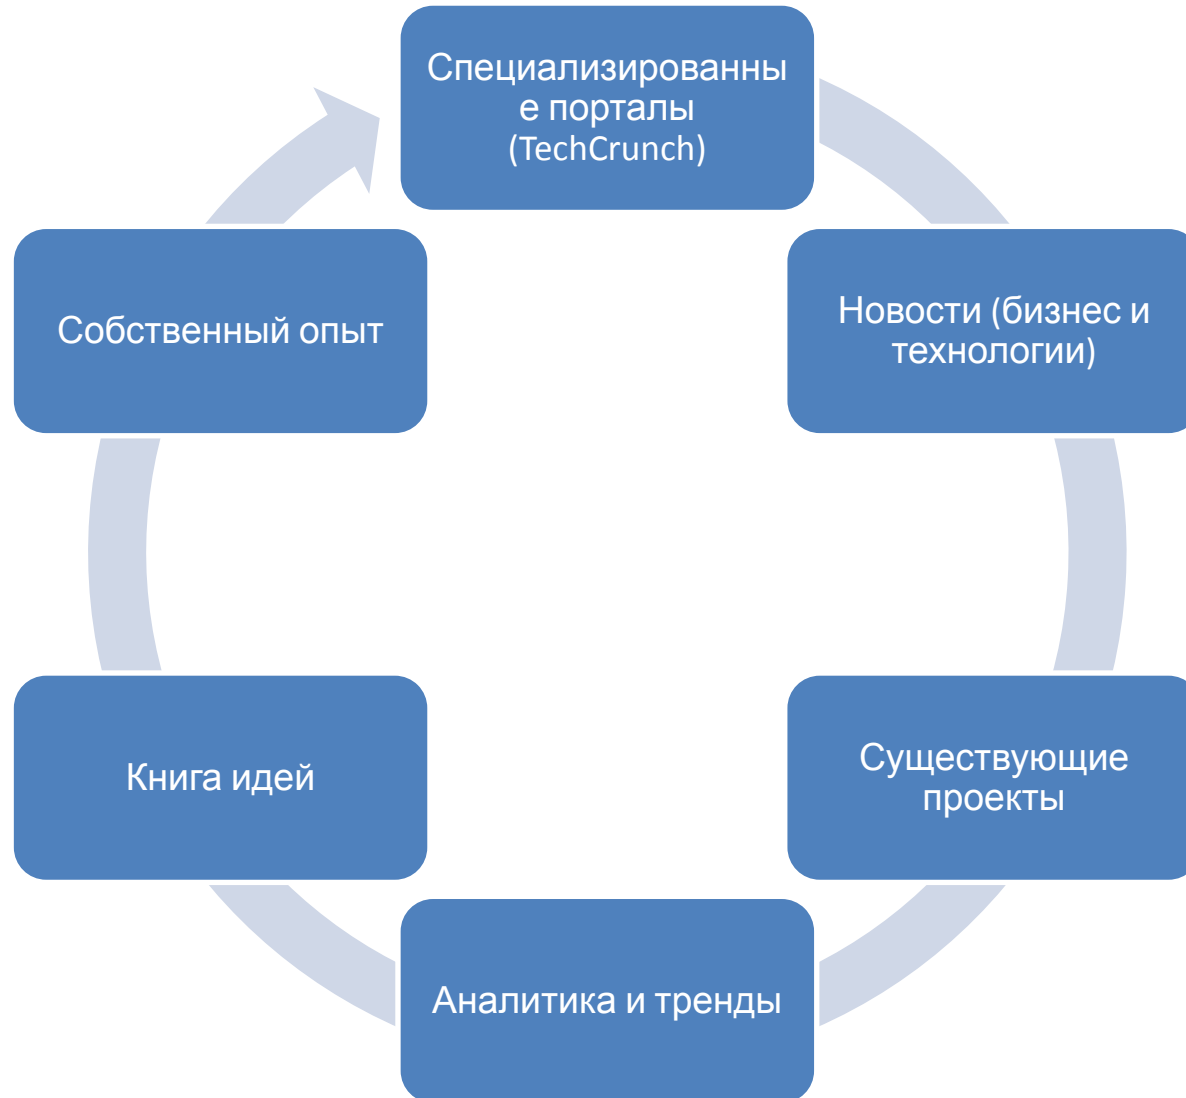 Специализированны
е порталы
(TechCrunch)
Новости (бизнес и
технологии)
Существующие
проекты
Аналитика и тренды
Книга идей
Собственный опыт